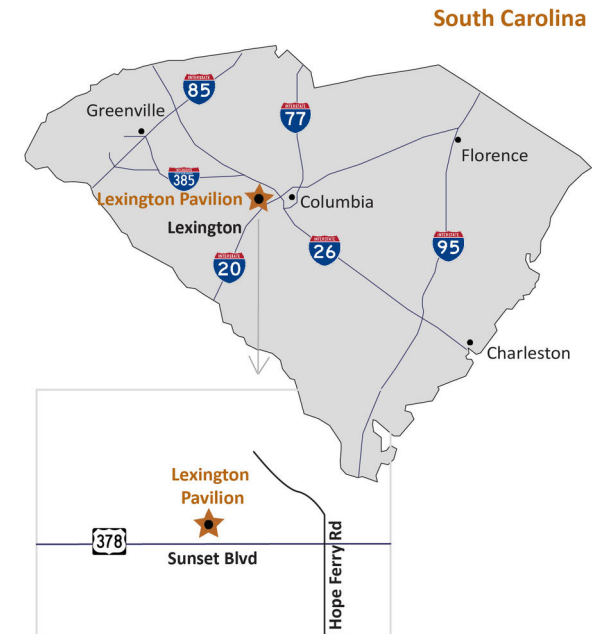 South Carolina
INTERSTATE
85
Greenville
INTERSTATE
77
Florence
385
Lexington Pavilion
Columbia
Lexington
INTERSTATE
20
INTERSTATE
26
INTERSTATE
95
Charleston
Lexington
Pavilion
378
Sunset Blvd
Hope Ferry Rd